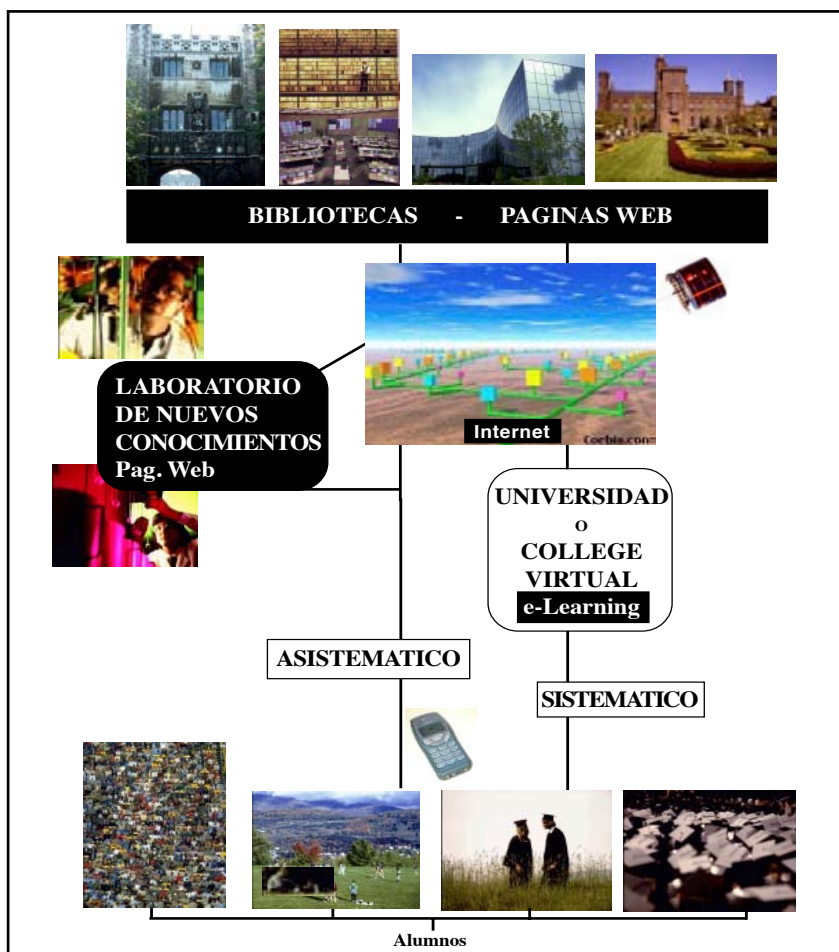 BIBLIOTECAS - PAGINAS WEB
LABORATORIO
DE NUEVOS
CONOCIMIENTOS
Pag. Web
Internet
Corbis.com
UNIVERSIDAD
O
COLLEGE
VIRTUAL
e-Learning
ASISTEMATICO
SISTEMATICO
Alumnos